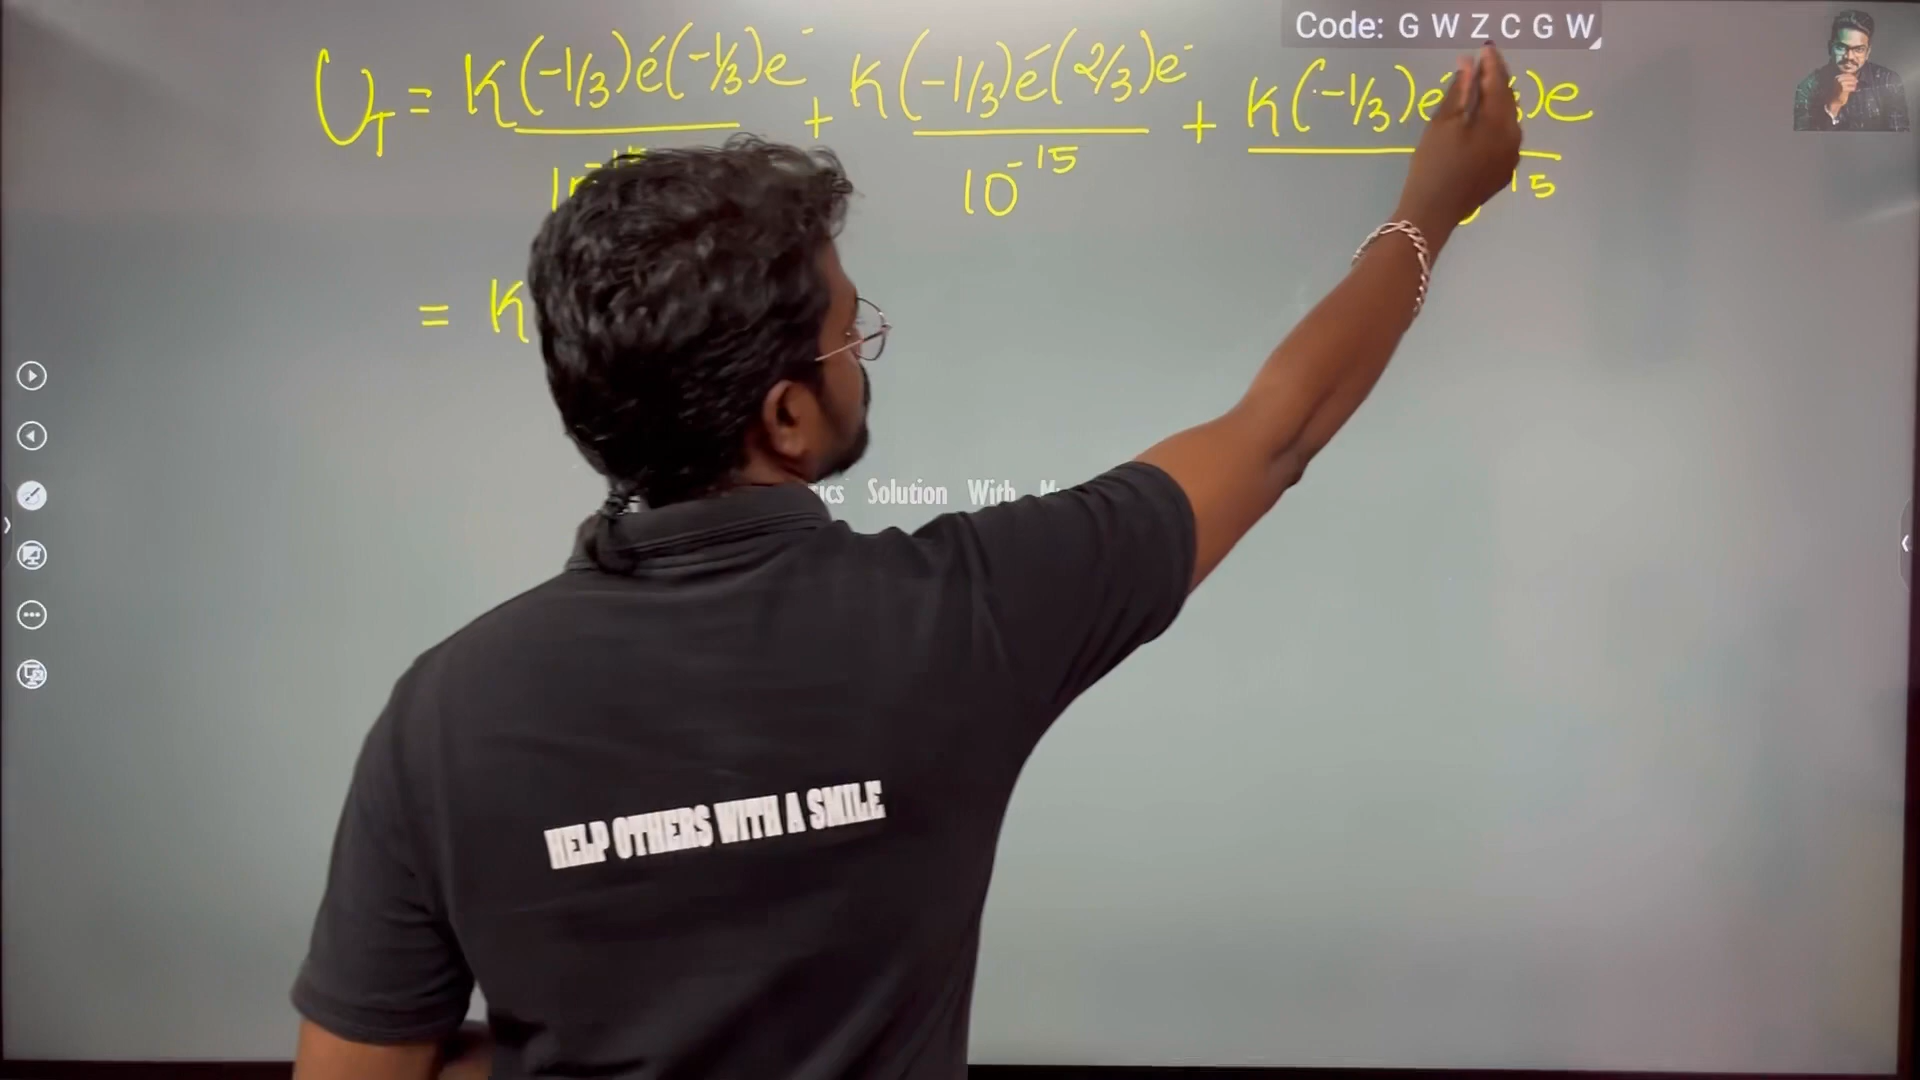 Code: G W Z C G W
U_T = K(-1/3)e⁻(-1/3)e⁻ + K(-1/3)e⁻(2/3)e⁻ + K(-1/3)e )e
10⁻¹⁵ 15
= K
Solution With
HELP OTHERS WITH A SMILE